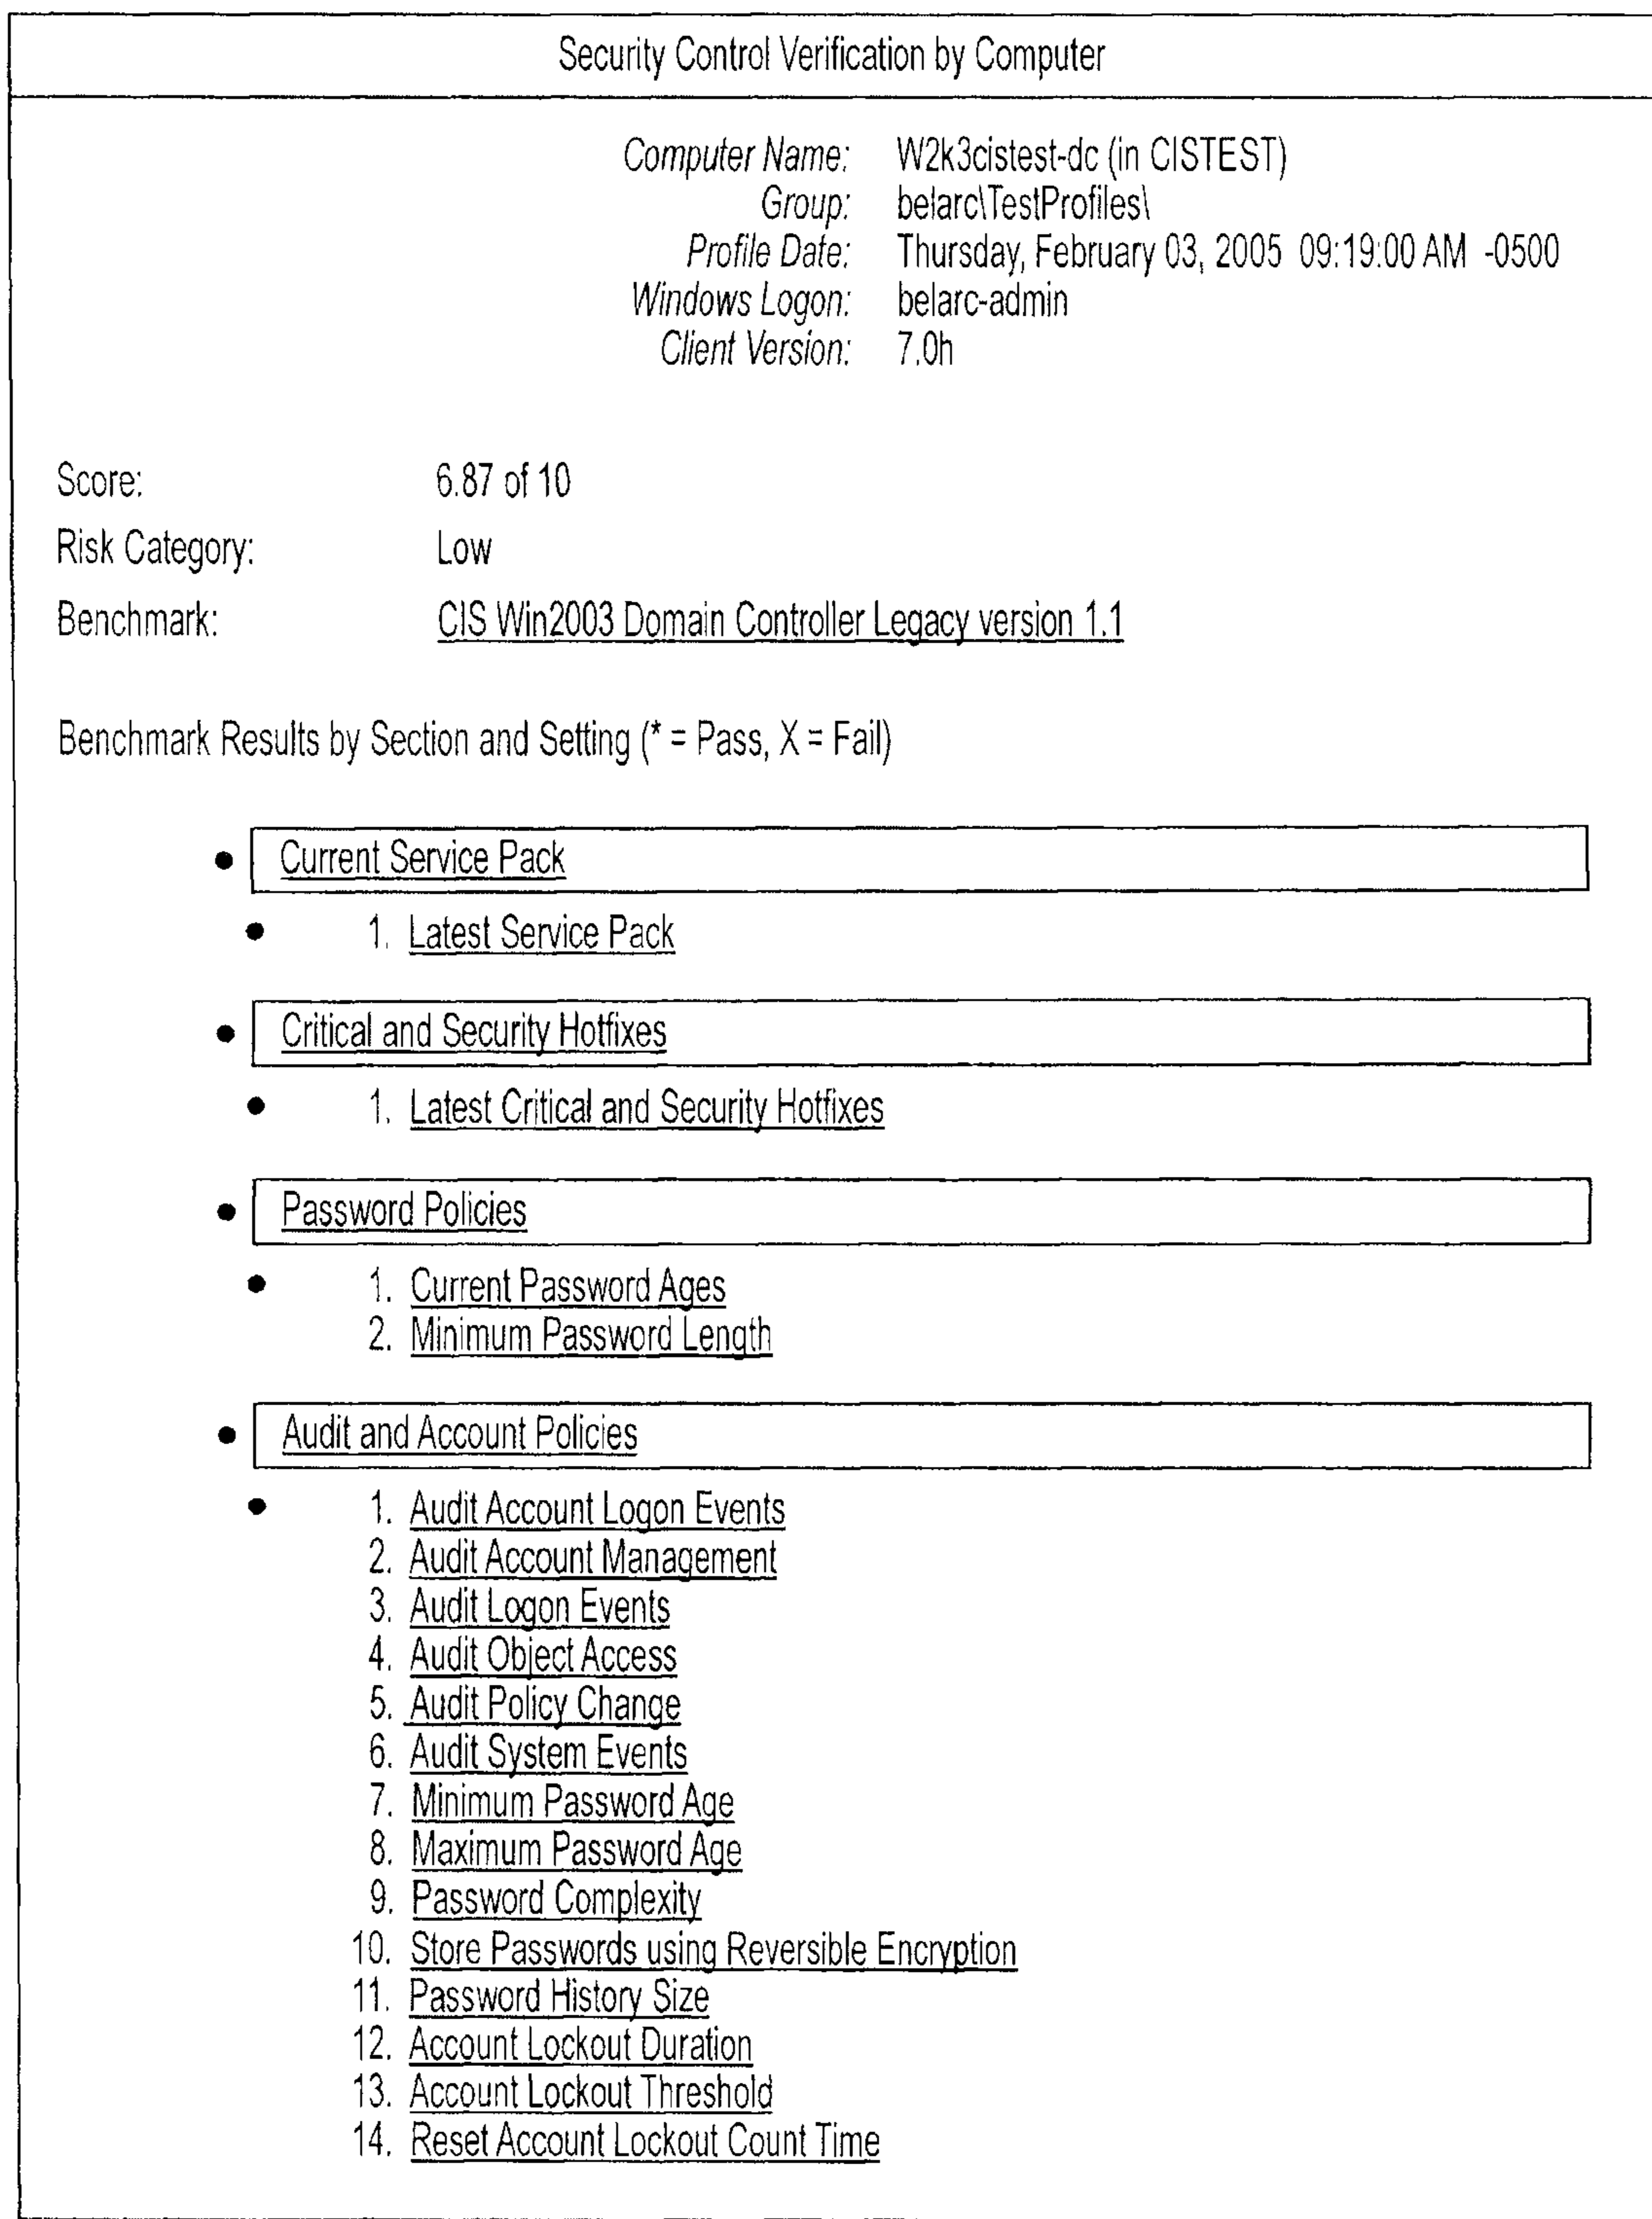 Security Control Verification by Computer
Computer Name: W2k3cistest-dc (in CISTEST)
Group: belarc\TestProfiles\
Profile Date: Thursday, February 03, 2005 09:19:00 AM -0500
Windows Logon: belarc-admin
Client Version: 7.0h
Score: 6.87 of 10
Risk Category: Low
Benchmark: CIS Win2003 Domain Controller Legacy version 1.1
Benchmark Results by Section and Setting (* = Pass, X = Fail)
• Current Service Pack
• 1. Latest Service Pack
• Critical and Security Hotfixes
• 1. Latest Critical and Security Hotfixes
• Password Policies
• 1. Current Password Ages
2. Minimum Password Length
• Audit and Account Policies
• 1. Audit Account Logon Events
2. Audit Account Management
3. Audit Logon Events
4. Audit Object Access
5. Audit Policy Change
6. Audit System Events
7. Minimum Password Age
8. Maximum Password Age
9. Password Complexity
10. Store Passwords using Reversible Encryption
11. Password History Size
12. Account Lockout Duration
13. Account Lockout Threshold
14. Reset Account Lockout Count Time